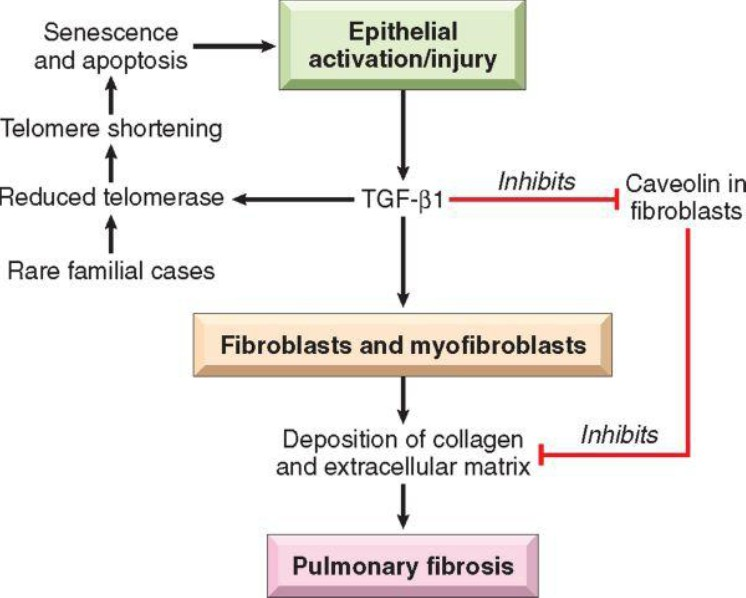 Senescence
and apoptosis
Epithelial
activation/injury
Telomere shortening
Reduced telomerase
TGF-β1
Inhibits
Caveolin in
fibroblasts
Rare familial cases
Fibroblasts and myofibroblasts
Deposition of collagen
and extracellular matrix
Inhibits
Pulmonary fibrosis